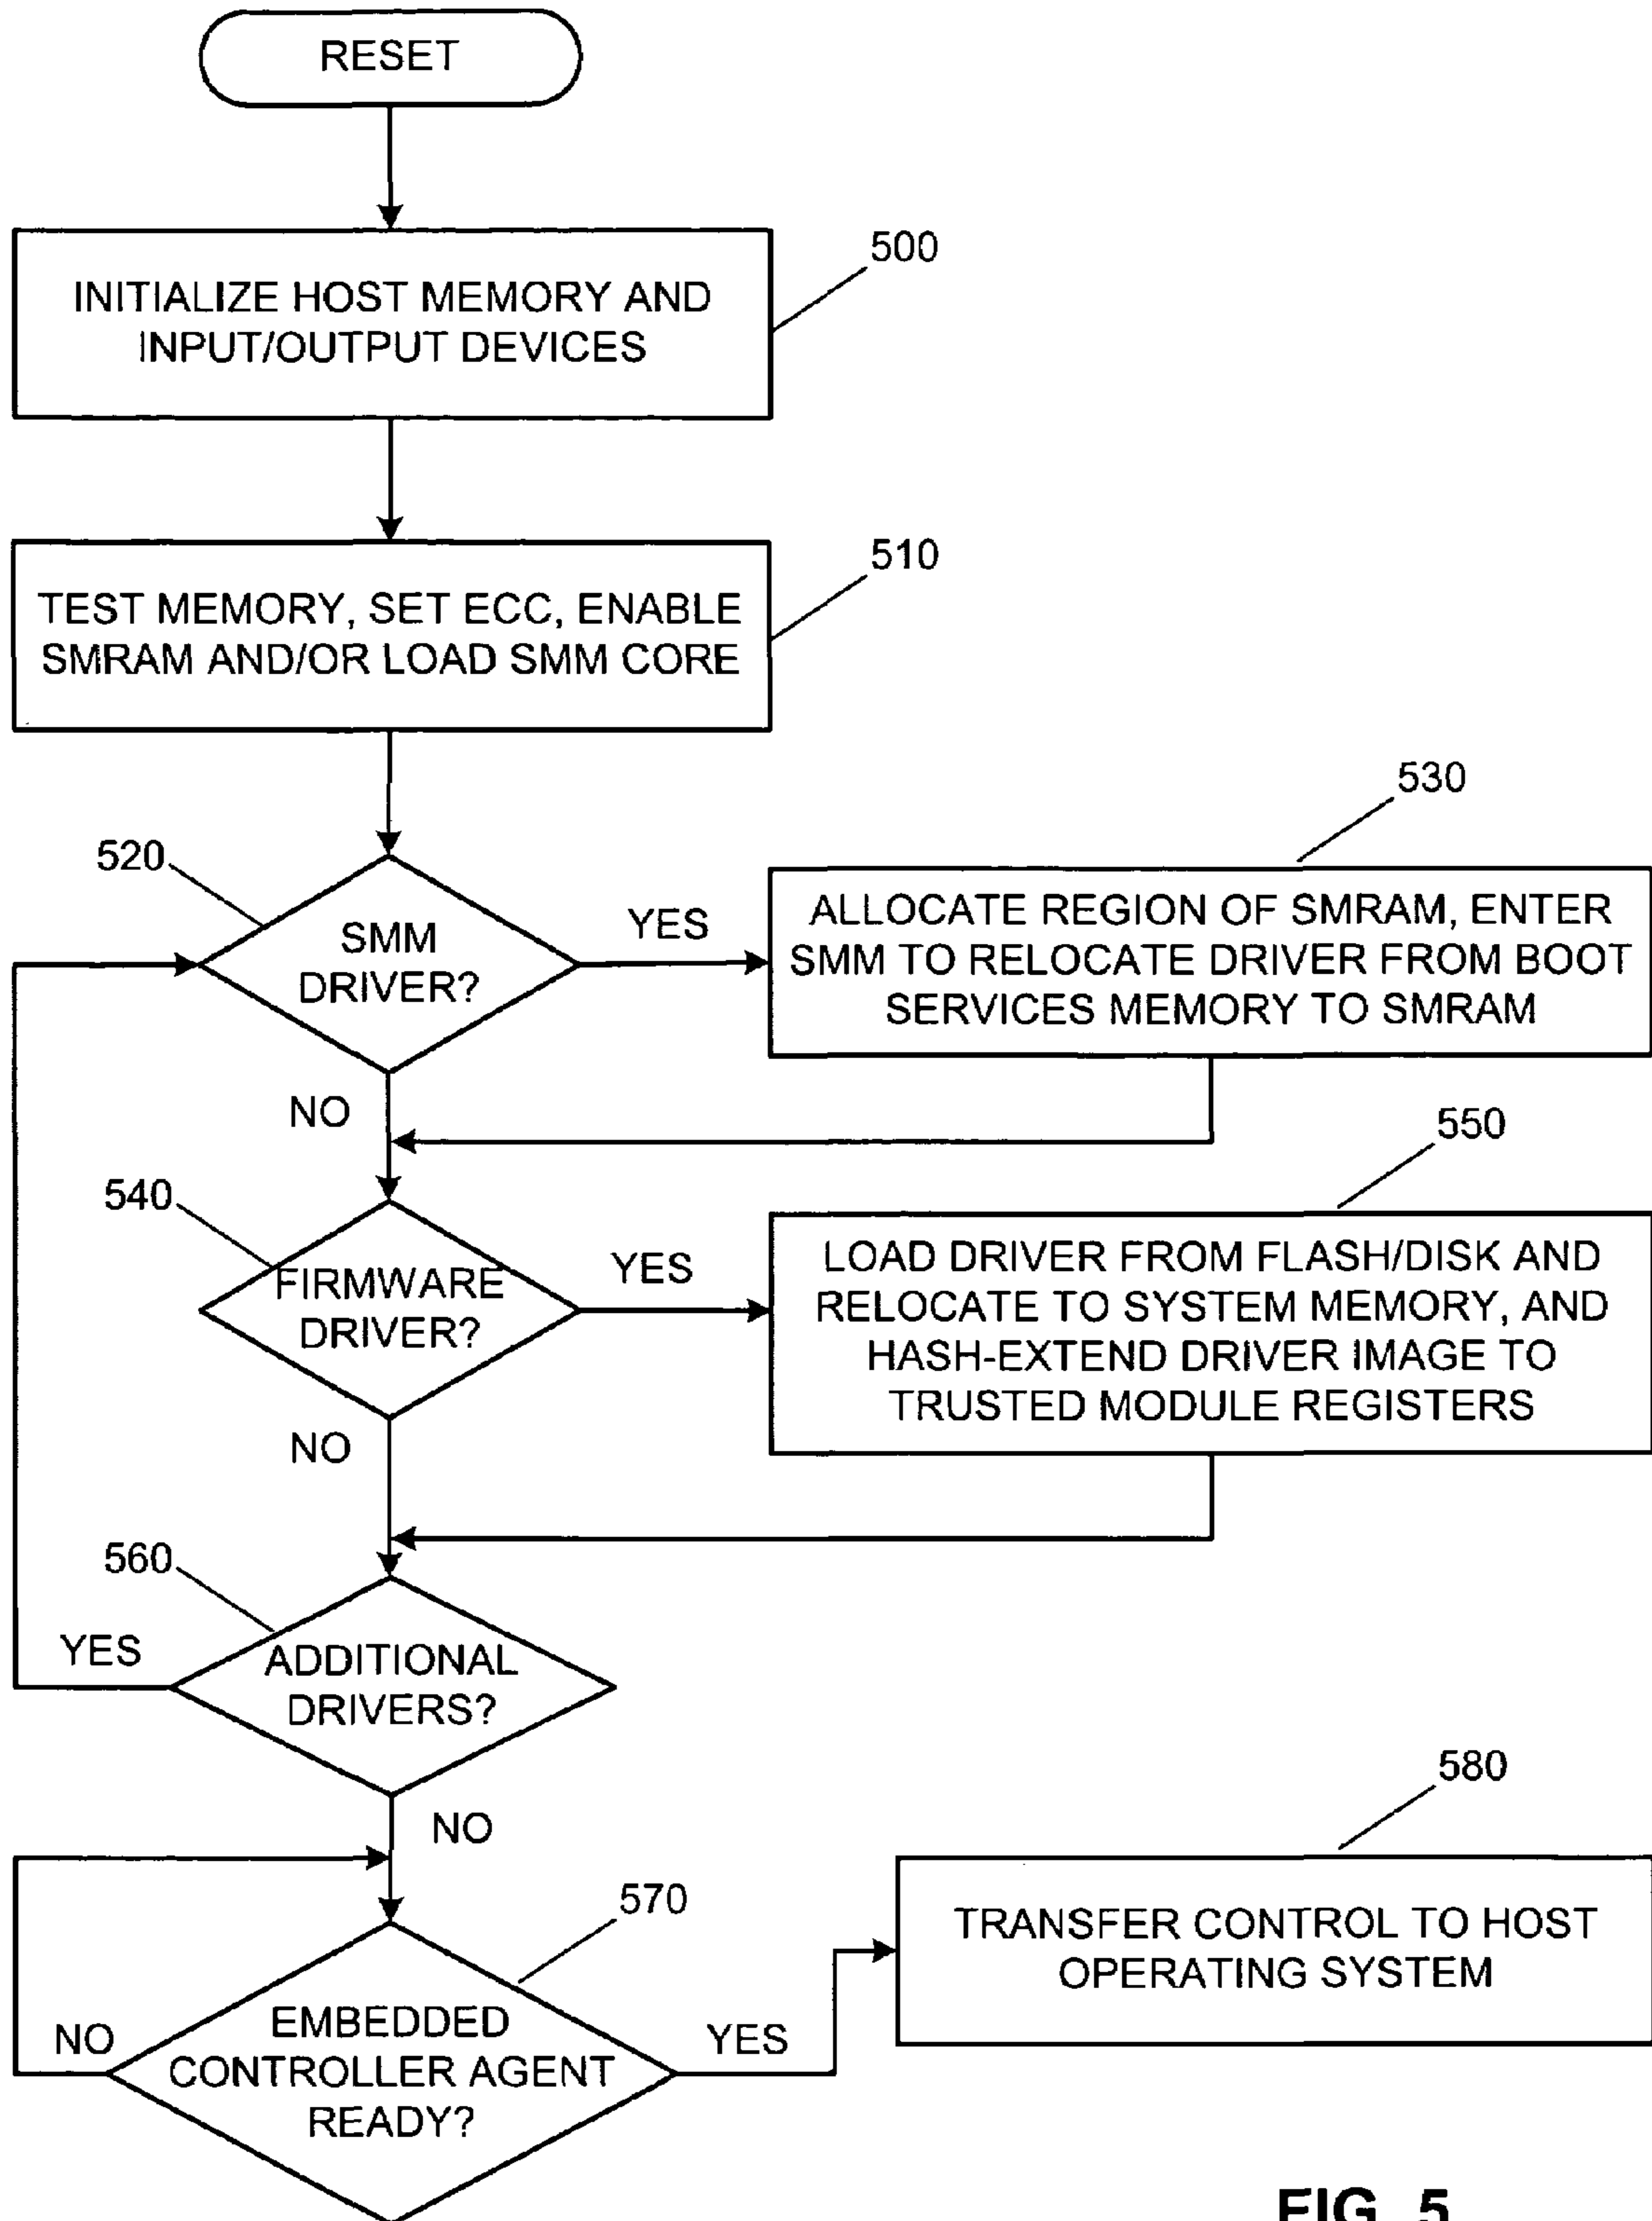 RESET
500
INITIALIZE HOST MEMORY AND
INPUT/OUTPUT DEVICES
510
TEST MEMORY, SET ECC, ENABLE
SMRAM AND/OR LOAD SMM CORE
520
SMM
DRIVER?
YES
NO
530
ALLOCATE REGION OF SMRAM, ENTER
SMM TO RELOCATE DRIVER FROM BOOT
SERVICES MEMORY TO SMRAM
540
FIRMWARE
DRIVER?
YES
NO
550
LOAD DRIVER FROM FLASH/DISK AND
RELOCATE TO SYSTEM MEMORY, AND
HASH-EXTEND DRIVER IMAGE TO
TRUSTED MODULE REGISTERS
560
YES
ADDITIONAL
DRIVERS?
NO
570
NO
EMBEDDED
CONTROLLER AGENT
READY?
YES
580
TRANSFER CONTROL TO HOST
OPERATING SYSTEM
FIG. 5